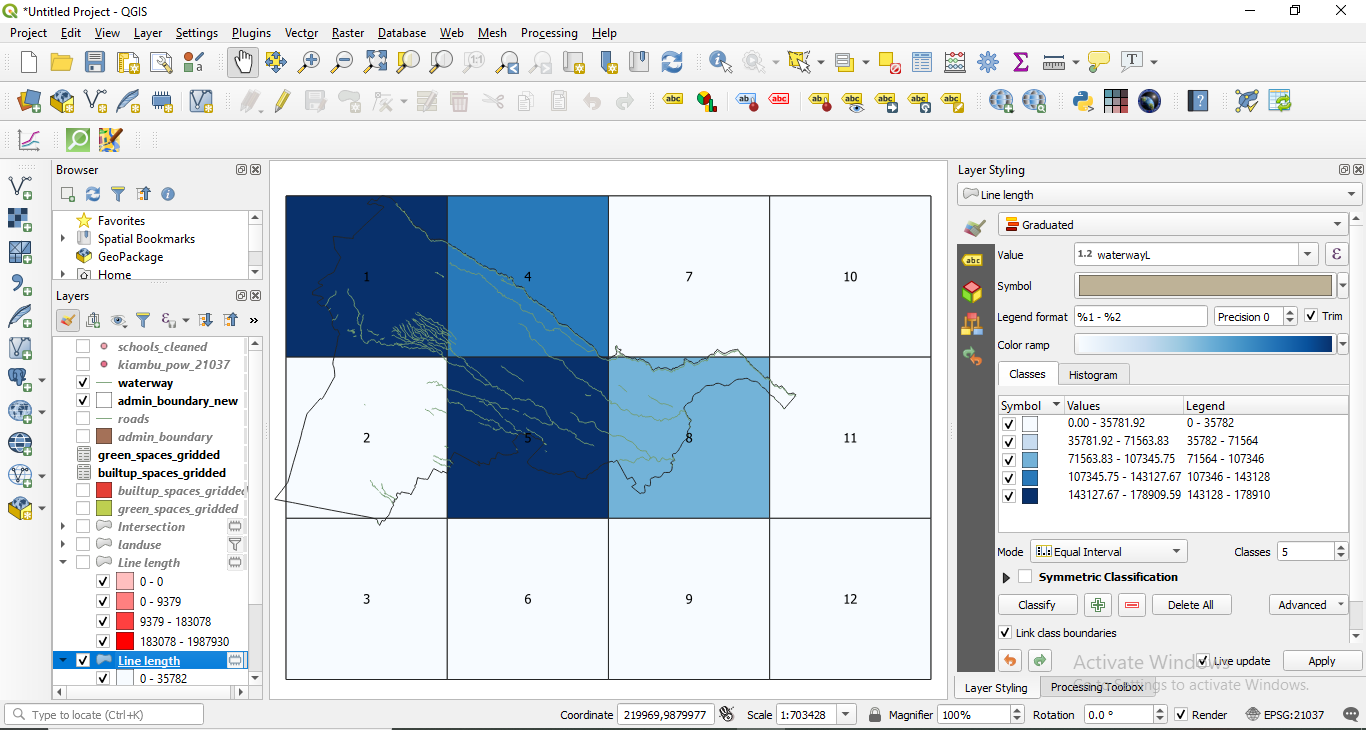 *Untitled Project - QGIS
Project Edit View Layer Settings Plugins Vector Raster Database Web Mesh Processing Help
Browser
Favorites
Spatial Bookmarks
GeoPackage
Home
Layers
schools_cleaned
kiambu_pow_21037
waterway
admin_boundary_new
roads
admin_boundary
green_spaces_gridded
builtup_spaces_gridded
builtup_spaces_gridded
green_spaces_gridded
Intersection
landuse
Line length
0 - 0
0 - 9379
9379 - 183078
183078 - 1987930
Line length
0 - 35782
1 4 7 10
2 5 8 11
3 6 9 12
Layer Styling
Line length
Graduated
Value 1.2 waterwayL
Symbol
Legend format %1 - %2 Precision 0 Trim
Color ramp
Classes Histogram
Symbol Values Legend
0.00 - 35781.92 0 - 35782
35781.92 - 71563.83 35782 - 71564
71563.83 - 107345.75 71564 - 107346
107345.75 - 143127.67 107346 - 143128
143127.67 - 178909.59 143128 - 178910
Mode Equal Interval Classes 5
Symmetric Classification
Classify Delete All Advanced
Link class boundaries
Activate Windows
Live update Apply
Go to Settings to activate Windows.
Layer Styling Processing Toolbox
Type to locate (Ctrl+K) Coordinate 219969,9879977 Scale 1:703428 Magnifier 100% Rotation 0.0 ° Render EPSG:21037